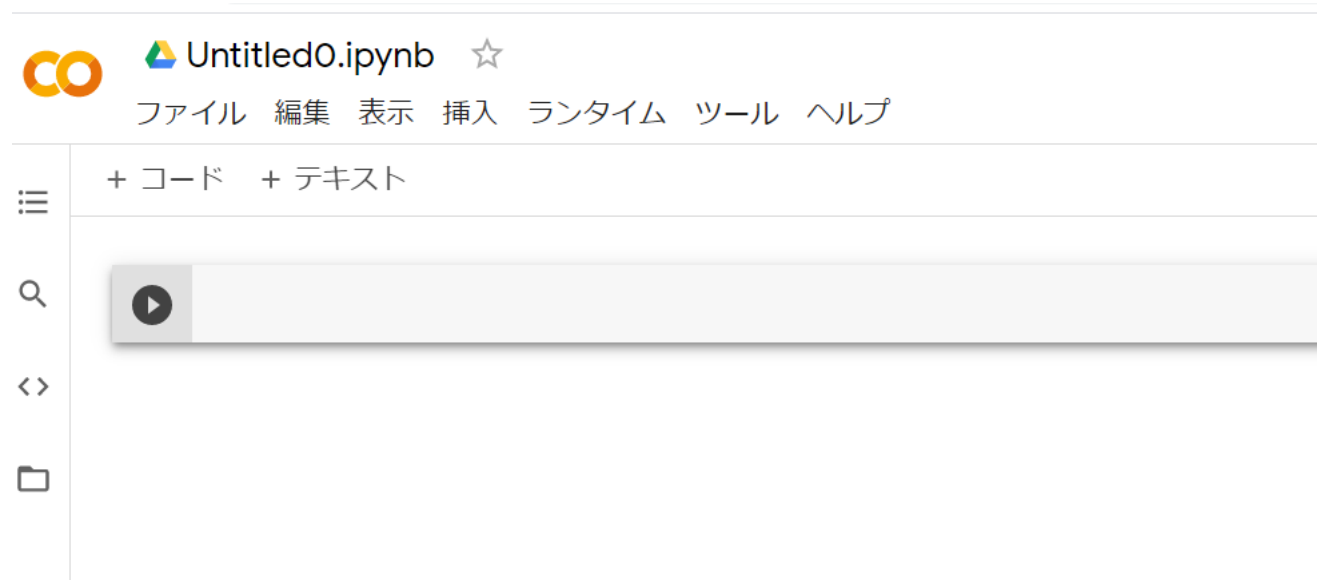 Untitled0.ipynb
ファイル 編集 表示 挿入 ランタイム ツール ヘルプ
+ コード + テキスト